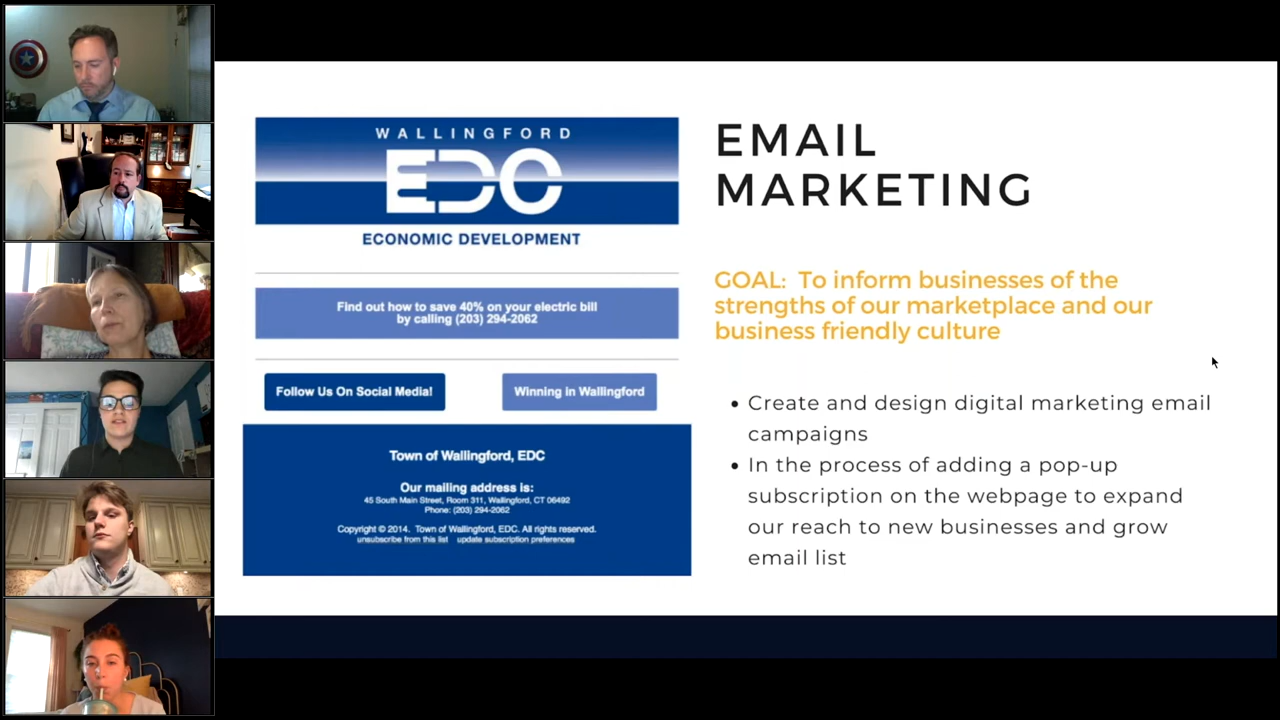 WALLINGFORD
EDC
ECONOMIC DEVELOPMENT
Find out how to save 40% on your electric bill
by calling (203) 294-2062
Follow Us On Social Media!
Winning in Wallingford
Town of Wallingford, EDC
Our mailing address is:
45 South Main Street, Room 311, Wallingford, CT 06492
Phone: (203) 294-2062
Copyright © 2014. Town of Wallingford, EDC. All rights reserved.
unsubscribe from this list update subscription preferences
EMAIL
MARKETING
GOAL: To inform businesses of the
strengths of our marketplace and our
business friendly culture
• Create and design digital marketing email
campaigns
• In the process of adding a pop-up
subscription on the webpage to expand
our reach to new businesses and grow
email list